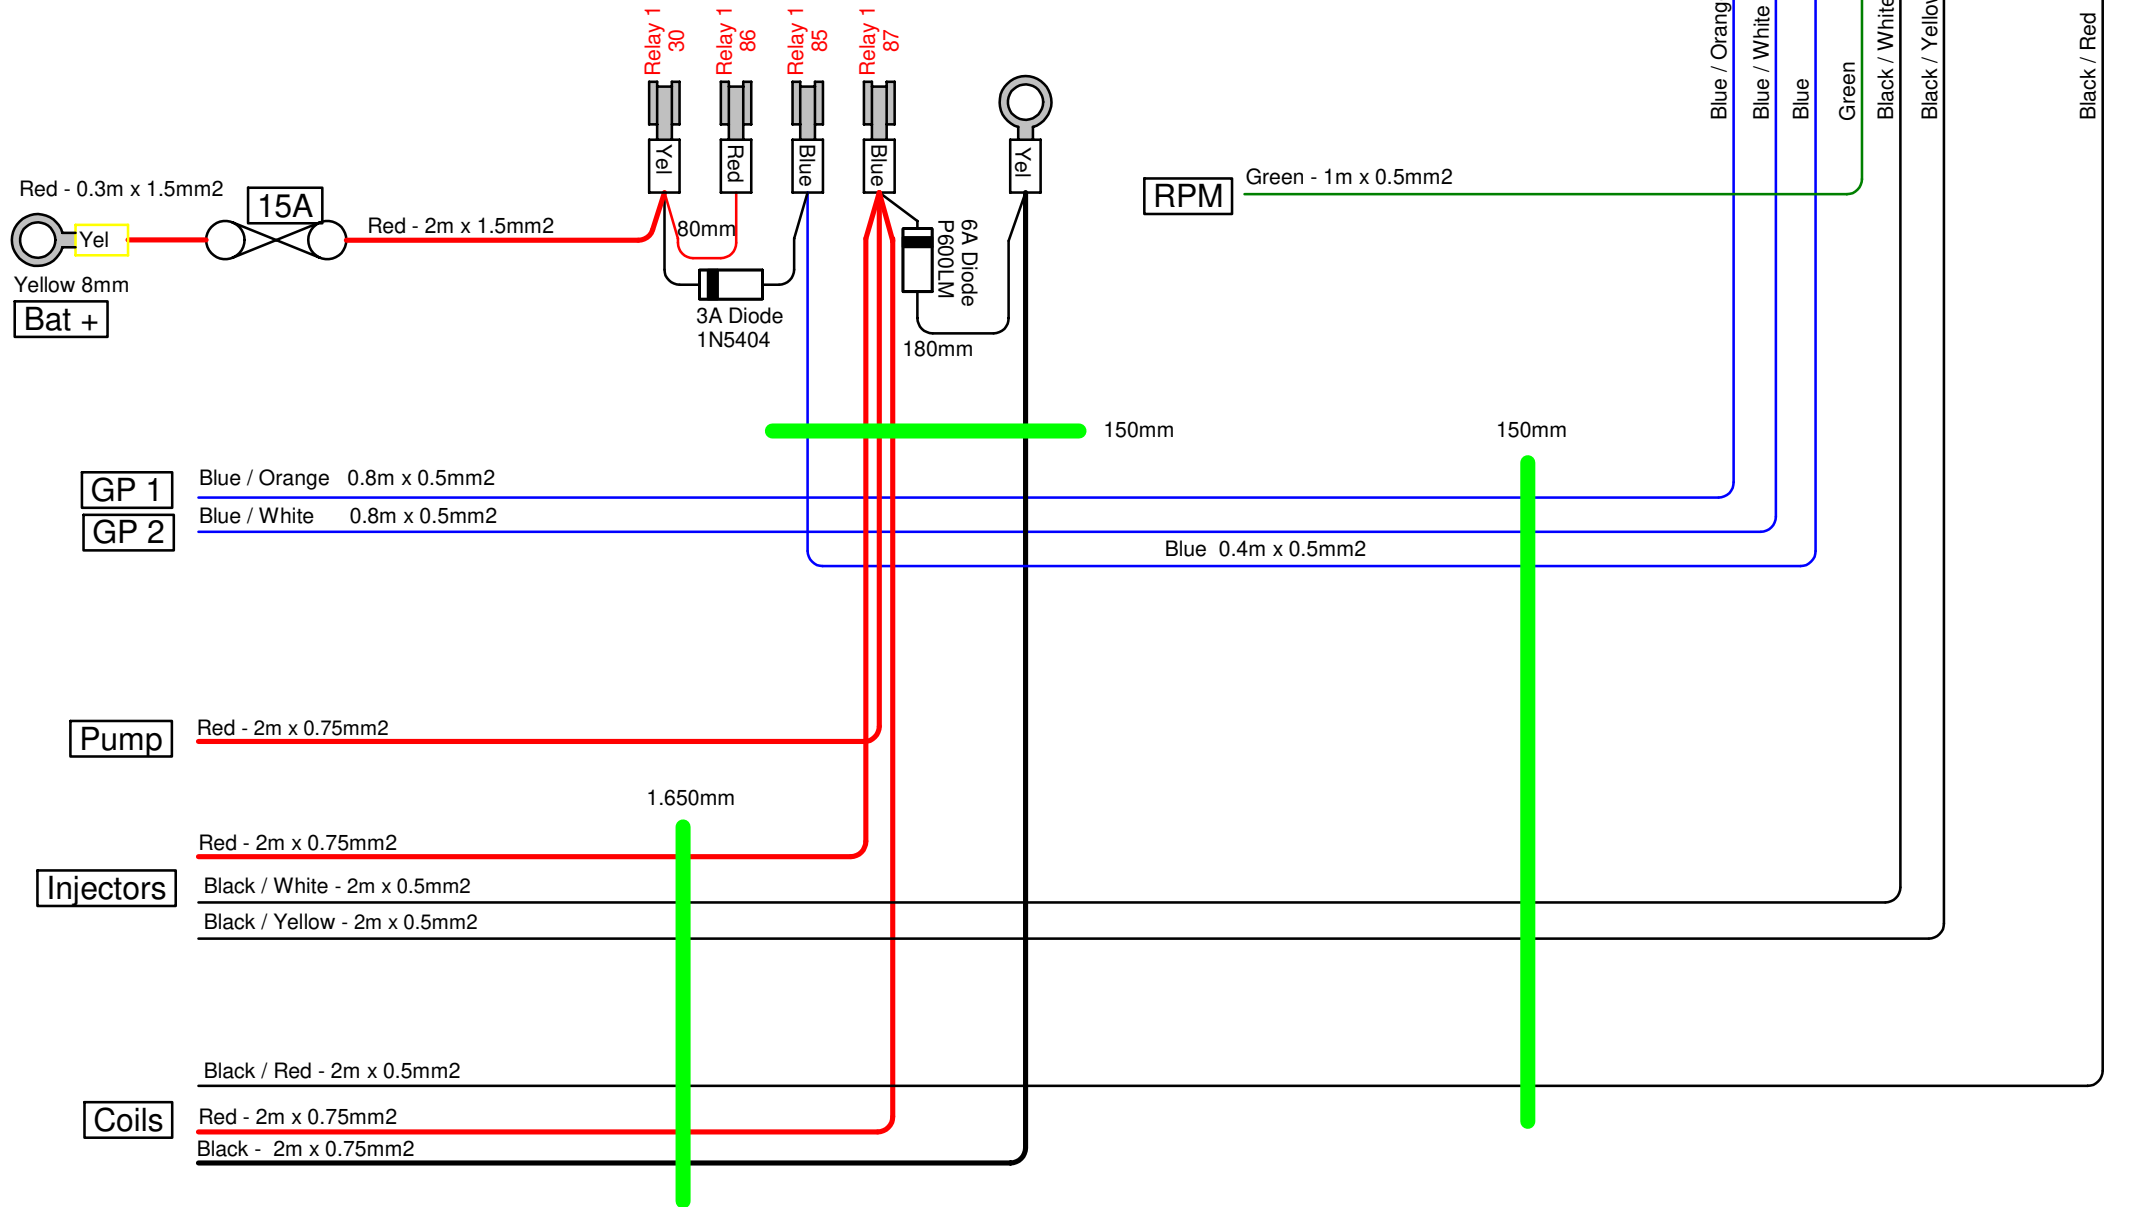 Relay 1
30
Relay 1
86
Relay 1
85
Relay 1
87
Blue / Orang
Blue / White
Blue
Green
Black / White
Black / Yellow
Black / Red
Yel
Red
Blue
Blue
Yel
Red - 0.3m x 1.5mm2
15A
Red - 2m x 1.5mm2
Yel
Yellow 8mm
Bat +
80mm
3A Diode
1N5404
6A Diode
P600LM
180mm
RPM
Green - 1m x 0.5mm2
150mm
150mm
GP 1
Blue / Orange 0.8m x 0.5mm2
GP 2
Blue / White 0.8m x 0.5mm2
Blue 0.4m x 0.5mm2
Pump
Red - 2m x 0.75mm2
1.650mm
Red - 2m x 0.75mm2
Injectors
Black / White - 2m x 0.5mm2
Black / Yellow - 2m x 0.5mm2
Black / Red - 2m x 0.5mm2
Coils
Red - 2m x 0.75mm2
Black - 2m x 0.75mm2